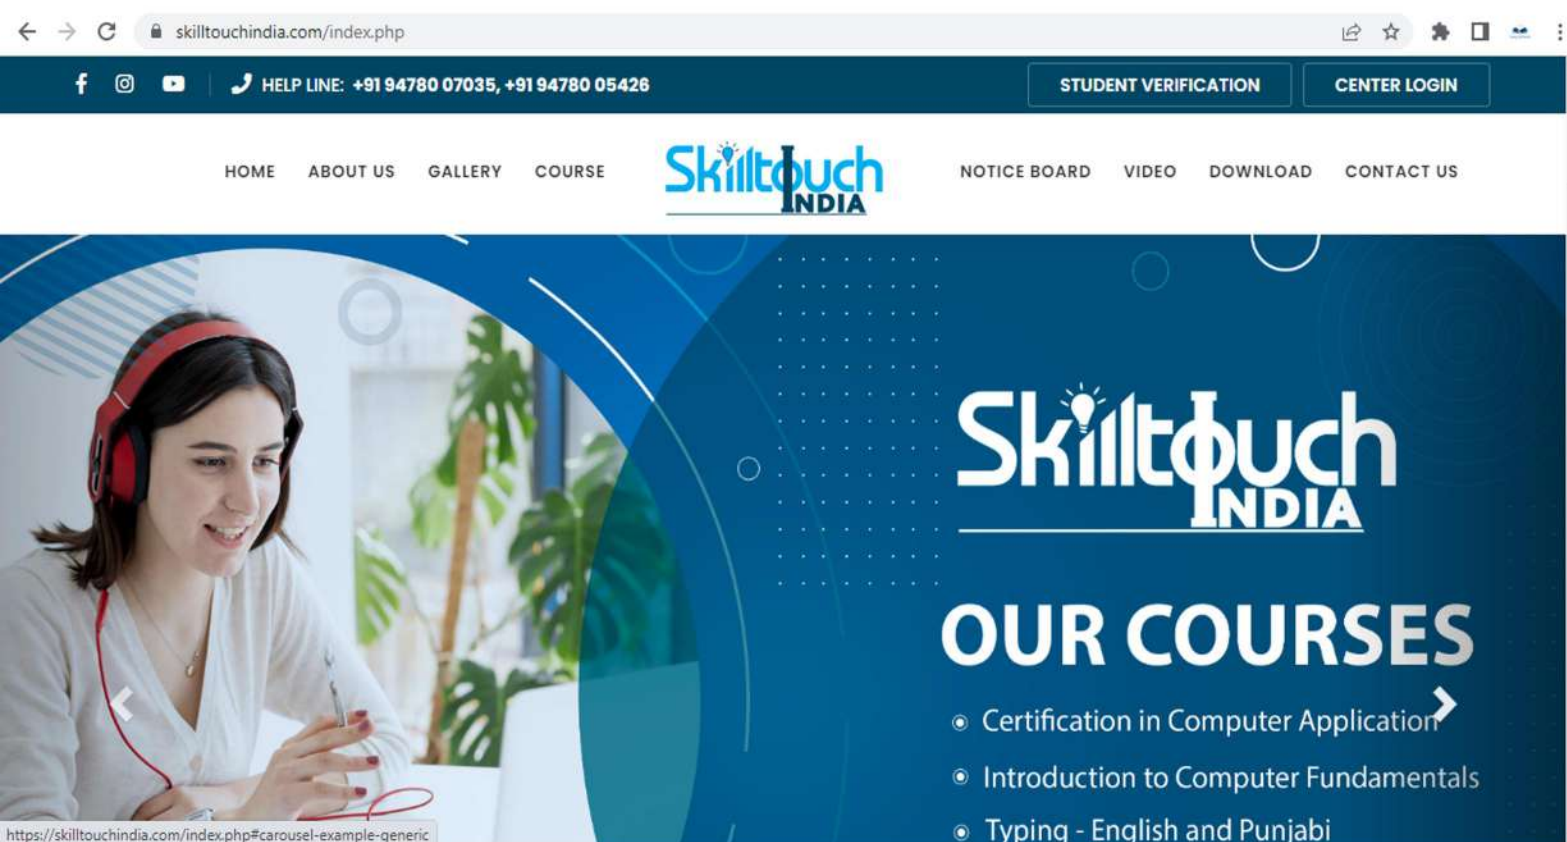 skilltouchindia.com/index.php
HELP LINE: +91 94780 07035, +91 94780 05426
STUDENT VERIFICATION
CENTER LOGIN
HOME ABOUT US GALLERY COURSE
Skilltouch
INDIA
NOTICE BOARD VIDEO DOWNLOAD CONTACT US
Skilltouch
INDIA
OUR COURSES
Certification in Computer Application
Introduction to Computer Fundamentals
Typing - English and Punjabi
https://skilltouchindia.com/index.php#carousel-example-generic